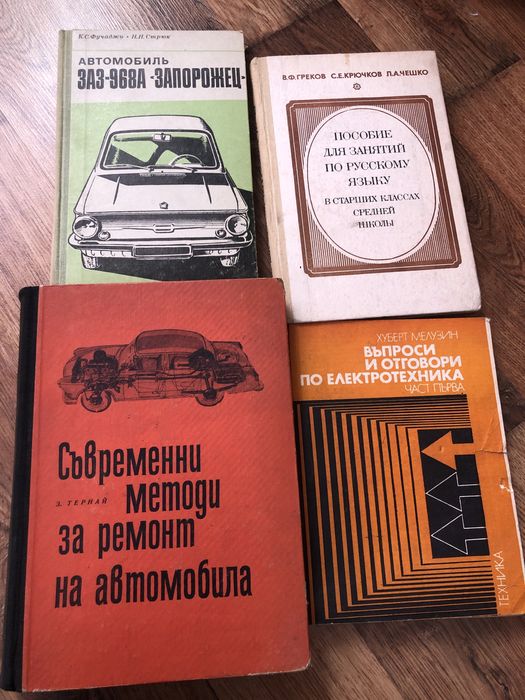 К.С.Фучаджи · Н.Н.Стрюк
АВТОМОБИЛЬ
ЗАЗ-968А «ЗАПОРОЖЕЦ»
В.Ф.ГРЕКОВ С.Е.КРЮЧКОВ Л.А.ЧЕШКО
ПОСОБИЕ
ДЛЯ ЗАНЯТИЙ
ПО РУССКОМУ
ЯЗЫКУ
В СТАРШИХ КЛАССАХ
СРЕДНЕЙ
ШКОЛЫ
Съвременни
методи
З. ТЕРНАЙ
за ремонт
на автомобила
ХУБЕРТ МЕЛУЗИН
ВЪПРОСИ
И ОТГОВОРИ
ПО ЕЛЕКТРОТЕХНИКА
ЧАСТ ПЪРВА
ТЕХНИКА